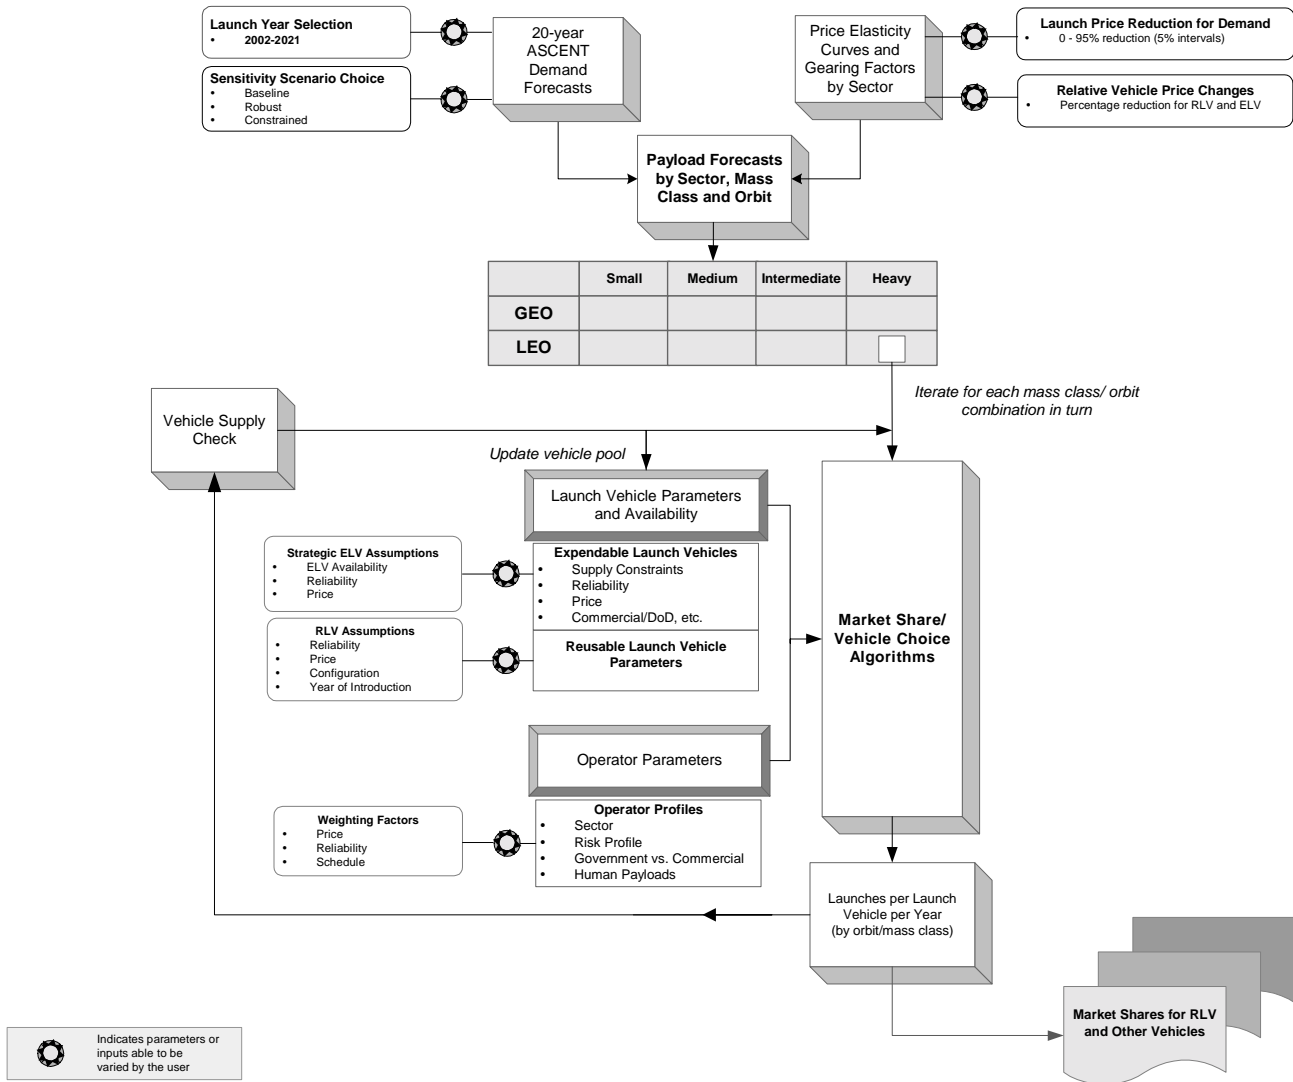 Launch Year Selection
• 2002-2021
Sensitivity Scenario Choice
• Baseline
• Robust
• Constrained
20-year
ASCENT
Demand
Forecasts
Price Elasticity
Curves and
Gearing Factors
by Sector
Launch Price Reduction for Demand
• 0 - 95% reduction (5% intervals)
Relative Vehicle Price Changes
• Percentage reduction for RLV and ELV
Payload Forecasts
by Sector, Mass
Class and Orbit
Small Medium Intermediate Heavy
GEO
LEO
Iterate for each mass class/ orbit
combination in turn
Vehicle Supply
Check
Update vehicle pool
Launch Vehicle Parameters
and Availability
Strategic ELV Assumptions
• ELV Availability
• Reliability
• Price
Expendable Launch Vehicles
• Supply Constraints
• Reliability
• Price
• Commercial/DoD, etc.
RLV Assumptions
• Reliability
• Price
• Configuration
• Year of Introduction
Reusable Launch Vehicle
Parameters
Market Share/
Vehicle Choice
Algorithms
Operator Parameters
Weighting Factors
• Price
• Reliability
• Schedule
Operator Profiles
• Sector
• Risk Profile
• Government vs. Commercial
• Human Payloads
Launches per Launch
Vehicle per Year
(by orbit/mass class)
Market Shares for RLV
and Other Vehicles
Indicates parameters or
inputs able to be
varied by the user